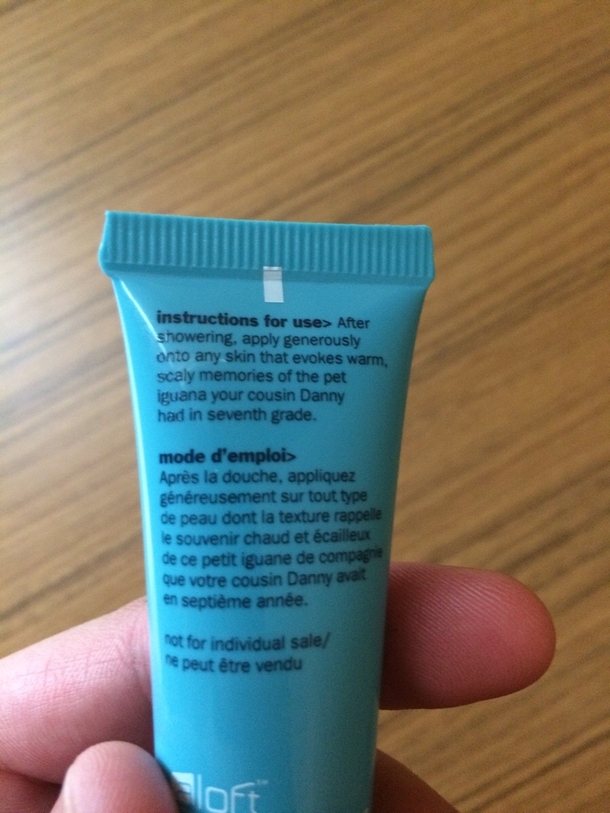 instructions for use> After
showering, apply generously
onto any skin that evokes warm,
scaly memories of the pet
iguana your cousin Danny
had in seventh grade.
mode d'emploi>
Après la douche, appliquez
généreusement sur tout type
de peau dont la texture rappelle
le souvenir chaud et écailleux
de ce petit iguane de compagnie
que votre cousin Danny avait
en septième année.
not for individual sale/
ne peut être vendu
aloft™